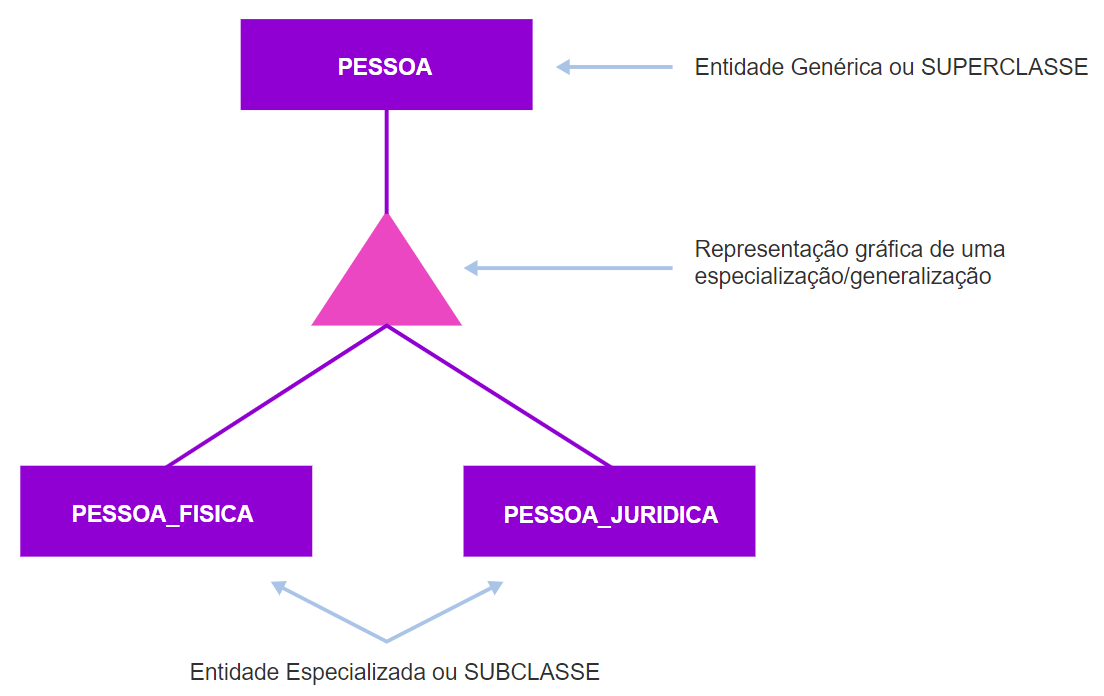 PESSOA
Entidade Genérica ou SUPERCLASSE
Representação gráfica de uma
especialização/generalização
PESSOA_FISICA
PESSOA_JURIDICA
Entidade Especializada ou SUBCLASSE